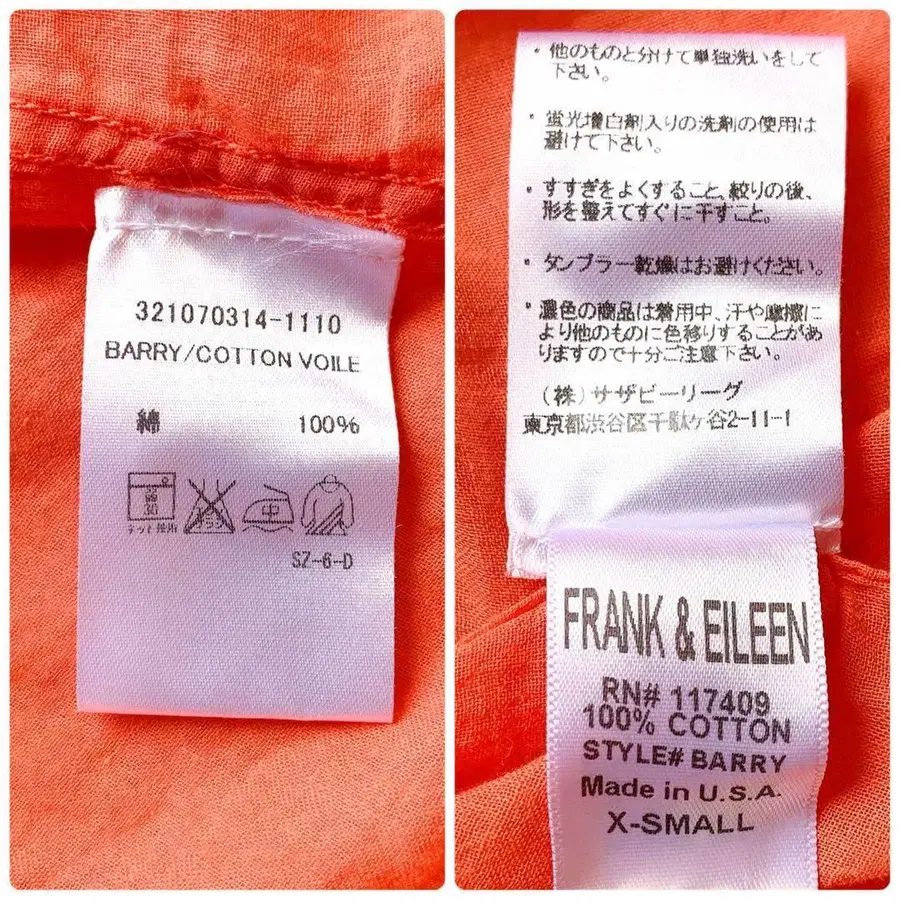 321070314-1110
BARRY/COTTON VOILE
綿 100%
30
ネット使用
中
SZ-6-D
・他のものと分けて単独洗いをして
下さい。
・蛍光増白剤入りの洗剤の使用は
避けて下さい。
・すすぎをよくすること、絞りの後、
形を整えてすぐに干すこと。
・タンブラー乾燥はお避けください。
・濃色の商品は着用中、汗や摩擦に
より他のものに色移りすることがあ
りますので十分ご注意下さい。
(株)サザビーリーグ
東京都渋谷区千駄ヶ谷2-11-1
FRANK & EILEEN
RN# 117409
100% COTTON
STYLE# BARRY
Made in U.S.A.
X-SMALL